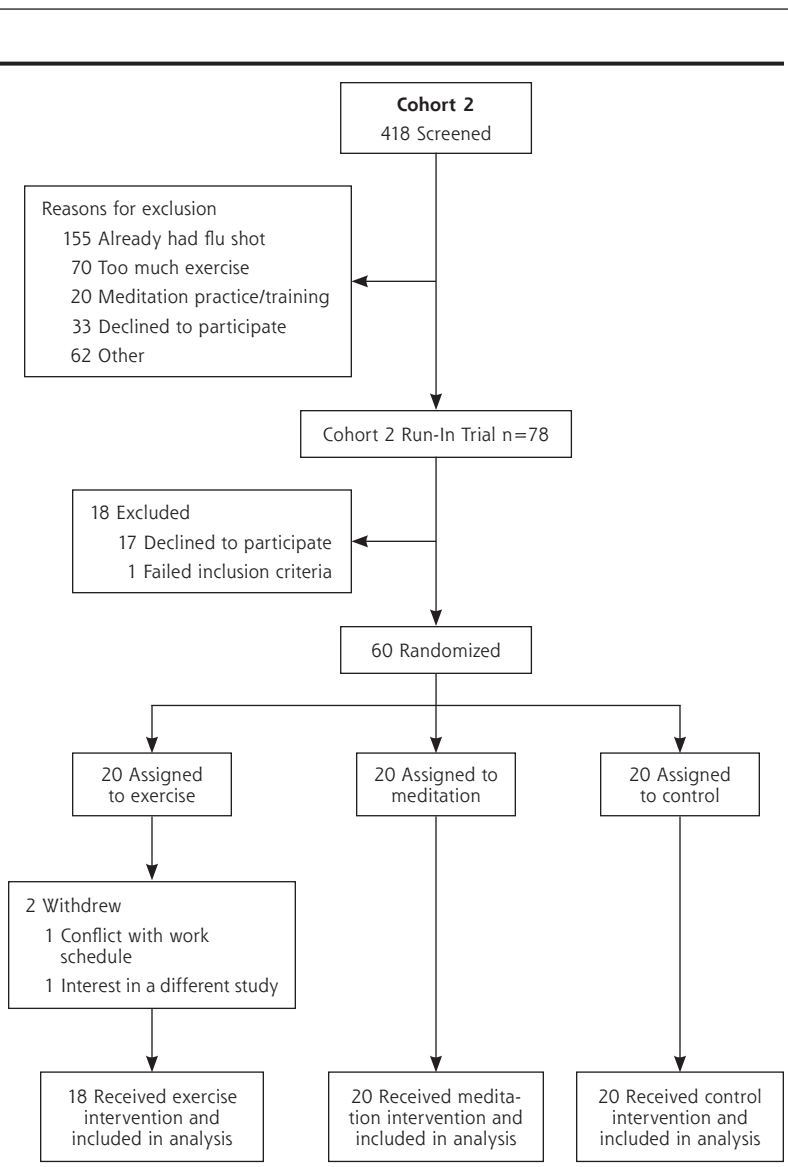 Cohort 2
418 Screened
Reasons for exclusion
155 Already had flu shot
70 Too much exercise
20 Meditation practice/training
33 Declined to participate
62 Other
Cohort 2 Run-In Trial n=78
18 Excluded
17 Declined to participate
1 Failed inclusion criteria
60 Randomized
20 Assigned
to exercise
20 Assigned to
meditation
20 Assigned
to control
2 Withdrew
1 Conflict with work
schedule
1 Interest in a different study
18 Received exercise
intervention and
included in analysis
20 Received medita-
tion intervention and
included in analysis
20 Received control
intervention and
included in analysis